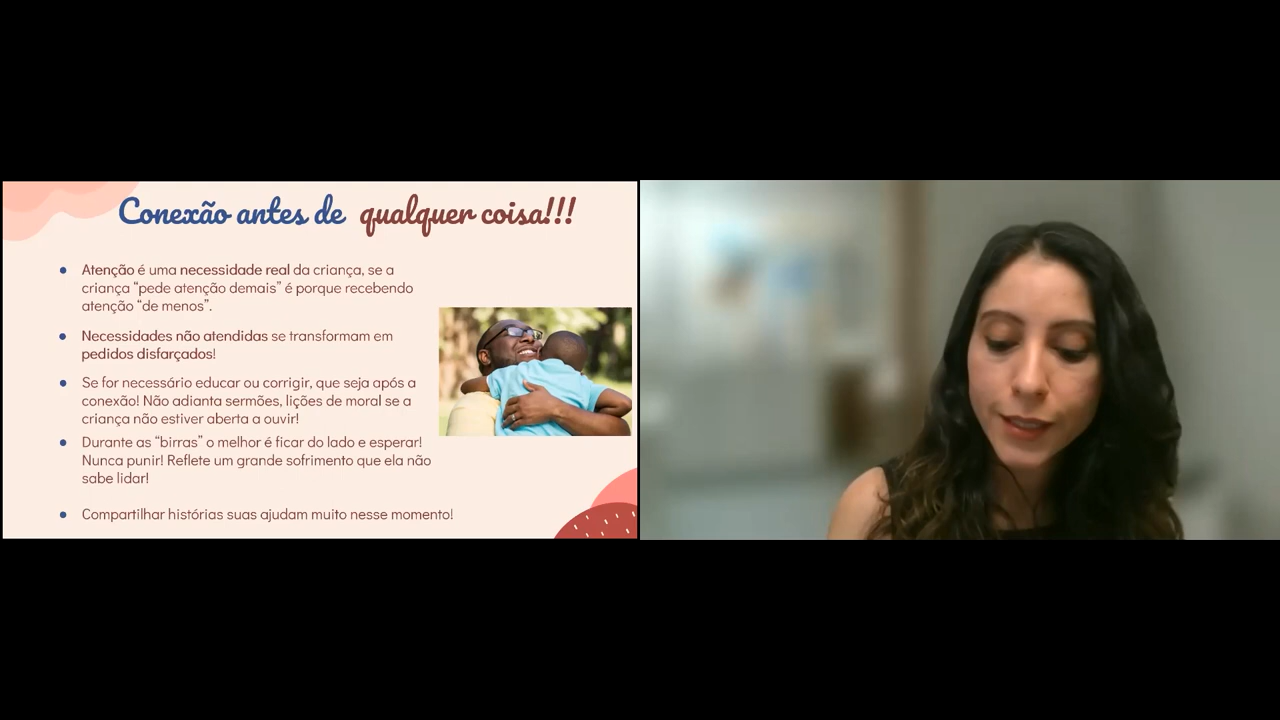 Conexão antes de qualquer coisa!!!
● Atenção é uma necessidade real da criança, se a
criança “pede atenção demais” é porque recebendo
atenção “de menos”.
● Necessidades não atendidas se transformam em
pedidos disfarçados!
● Se for necessário educar ou corrigir, que seja após a
conexão! Não adianta sermões, lições de moral se a
criança não estiver aberta a ouvir!
● Durante as “birras” o melhor é ficar do lado e esperar!
Nunca punir! Reflete um grande sofrimento que ela não
sabe lidar!
● Compartilhar histórias suas ajudam muito nesse momento!